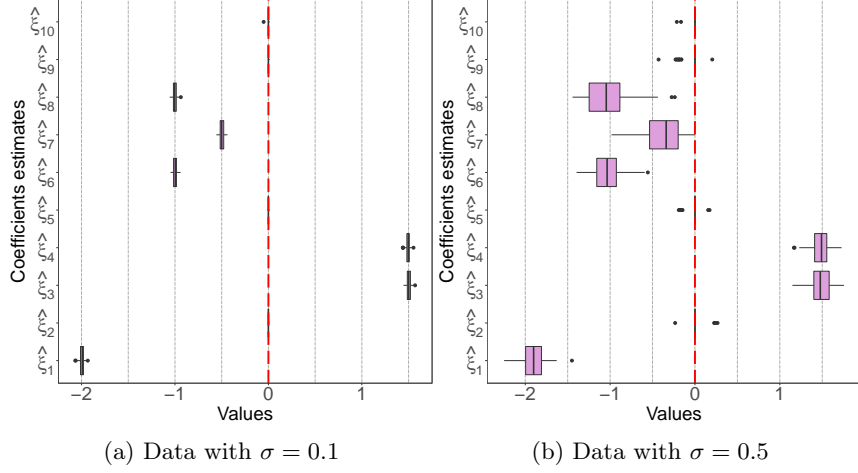 Coefficients estimates
ξ̂10
ξ̂9
ξ̂8
ξ̂7
ξ̂6
ξ̂5
ξ̂4
ξ̂3
ξ̂2
ξ̂1
−2 −1 0 1
Values
(a) Data with σ = 0.1
Coefficients estimates
ξ̂10
ξ̂9
ξ̂8
ξ̂7
ξ̂6
ξ̂5
ξ̂4
ξ̂3
ξ̂2
ξ̂1
−2 −1 0 1
Values
(b) Data with σ = 0.5